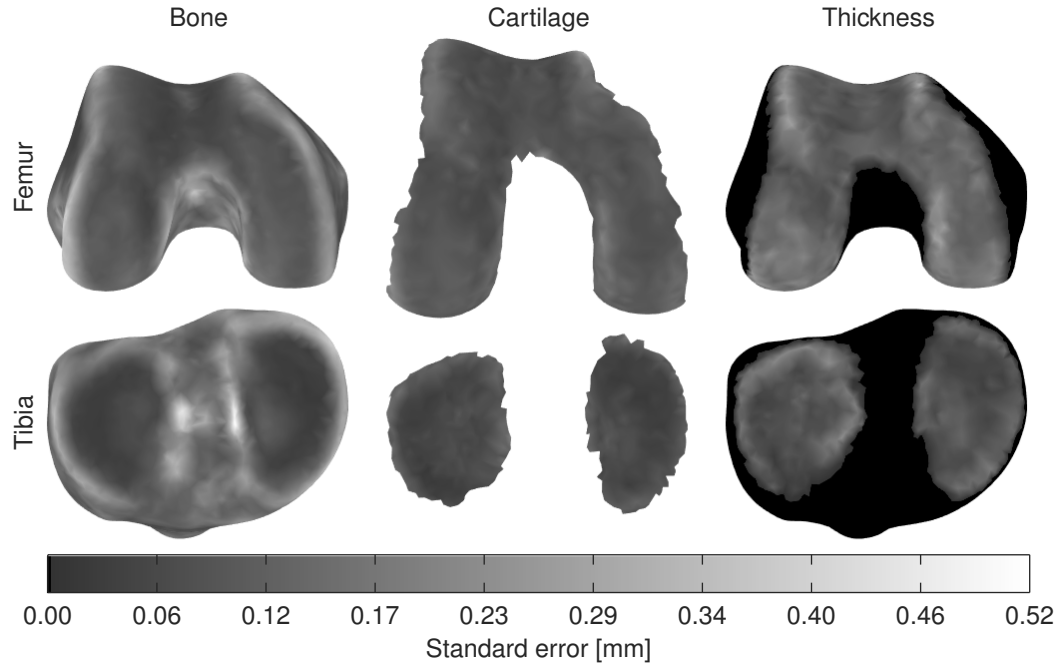 Bone Cartilage Thickness
Femur
Tibia
0.00 0.06 0.12 0.17 0.23 0.29 0.34 0.40 0.46 0.52
Standard error [mm]